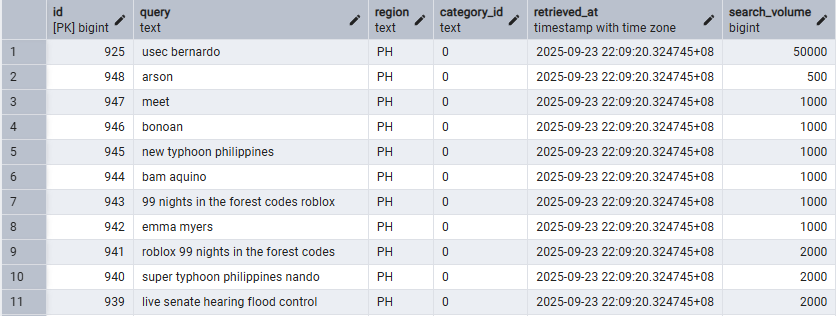 id query region category_id retrieved_at search_volume
[PK] bigint text text text timestamp with time zone bigint
1 925 usec bernardo PH 0 2025-09-23 22:09:20.324745+08 50000
2 948 arson PH 0 2025-09-23 22:09:20.324745+08 500
3 947 meet PH 0 2025-09-23 22:09:20.324745+08 1000
4 946 bonoan PH 0 2025-09-23 22:09:20.324745+08 1000
5 945 new typhoon philippines PH 0 2025-09-23 22:09:20.324745+08 1000
6 944 bam aquino PH 0 2025-09-23 22:09:20.324745+08 1000
7 943 99 nights in the forest codes roblox PH 0 2025-09-23 22:09:20.324745+08 1000
8 942 emma myers PH 0 2025-09-23 22:09:20.324745+08 1000
9 941 roblox 99 nights in the forest codes PH 0 2025-09-23 22:09:20.324745+08 2000
10 940 super typhoon philippines nando PH 0 2025-09-23 22:09:20.324745+08 2000
11 939 live senate hearing flood control PH 0 2025-09-23 22:09:20.324745+08 2000